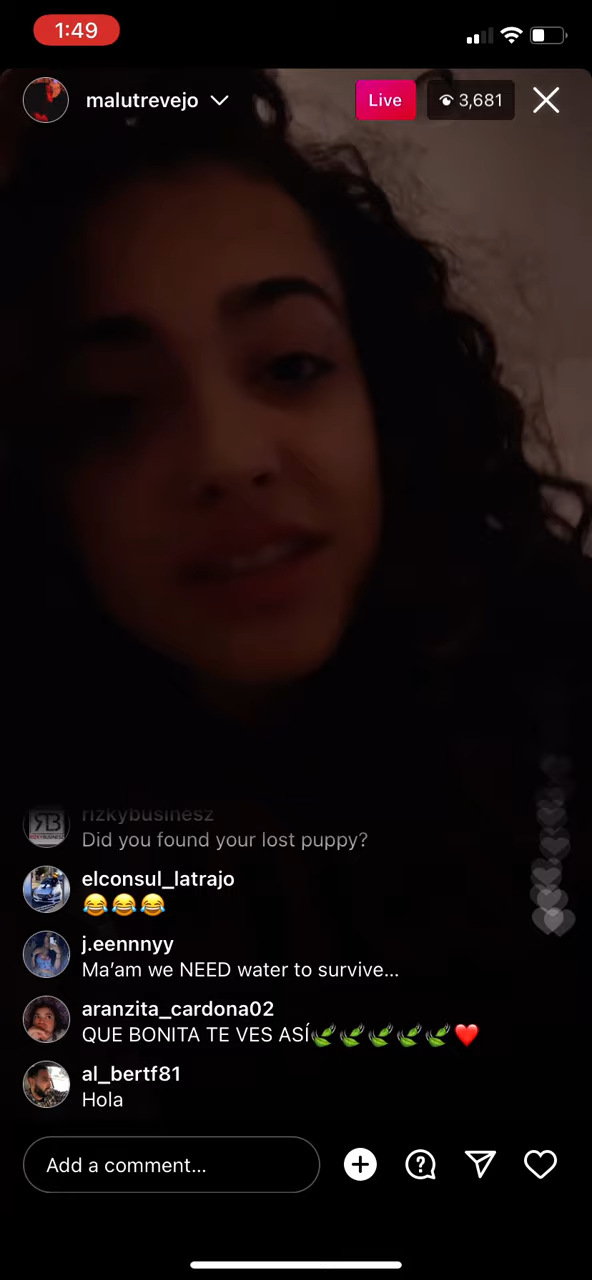 1:49
malutrevejo
Live
3,681
rizkybusinesz
Did you found your lost puppy?
elconsul_latrajo
😂😂😂
j.eennnyy
Ma’am we NEED water to survive...
aranzita_cardona02
QUE BONITA TE VES ASÍ🌿🌿🌿🌿🌿❤️
al_bertf81
Hola
Add a comment...